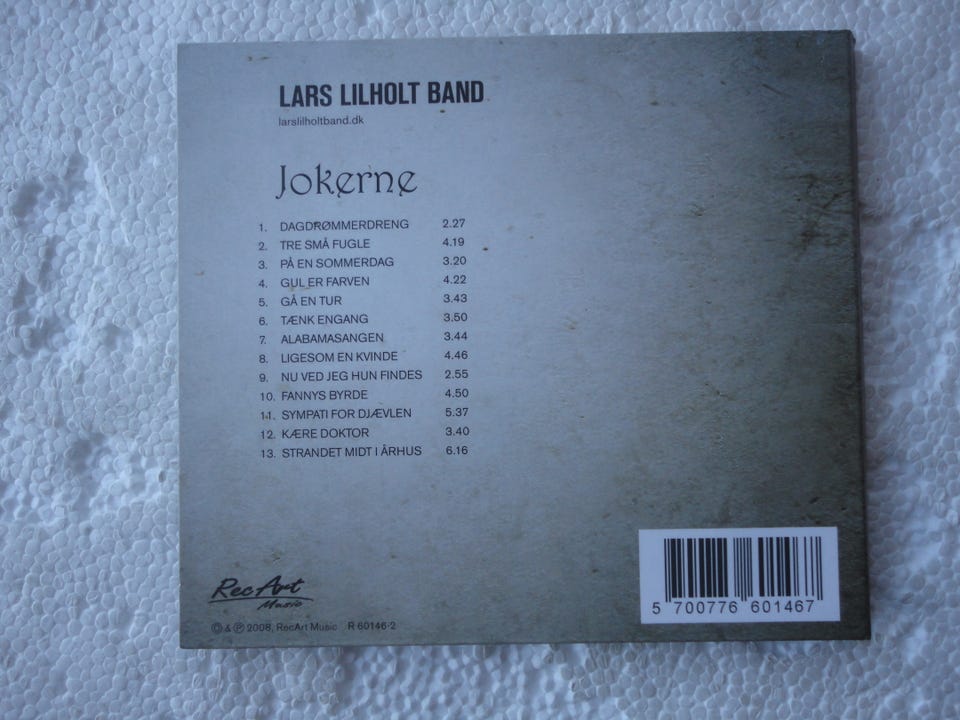 LARS LILHOLT BAND
larslilholtband.dk
Jokerne
1. DAGDRØMMERDRENG 2.27
2. TRE SMÅ FUGLE 4.19
3. PÅ EN SOMMERDAG 3.20
4. GUL ER FARVEN 4.22
5. GÅ EN TUR 3.43
6. TÆNK ENGANG 3.50
7. ALABAMASANGEN 3.44
8. LIGESOM EN KVINDE 4.46
9. NU VED JEG HUN FINDES 2.55
10. FANNYS BYRDE 4.50
11. SYMPATI FOR DJÆVLEN 5.37
12. KÆRE DOKTOR 3.40
13. STRANDET MIDT I ÅRHUS 6.16
RecArt
Music
© & ℗ 2008, RecArt Music R 60146-2
5 700776 601467